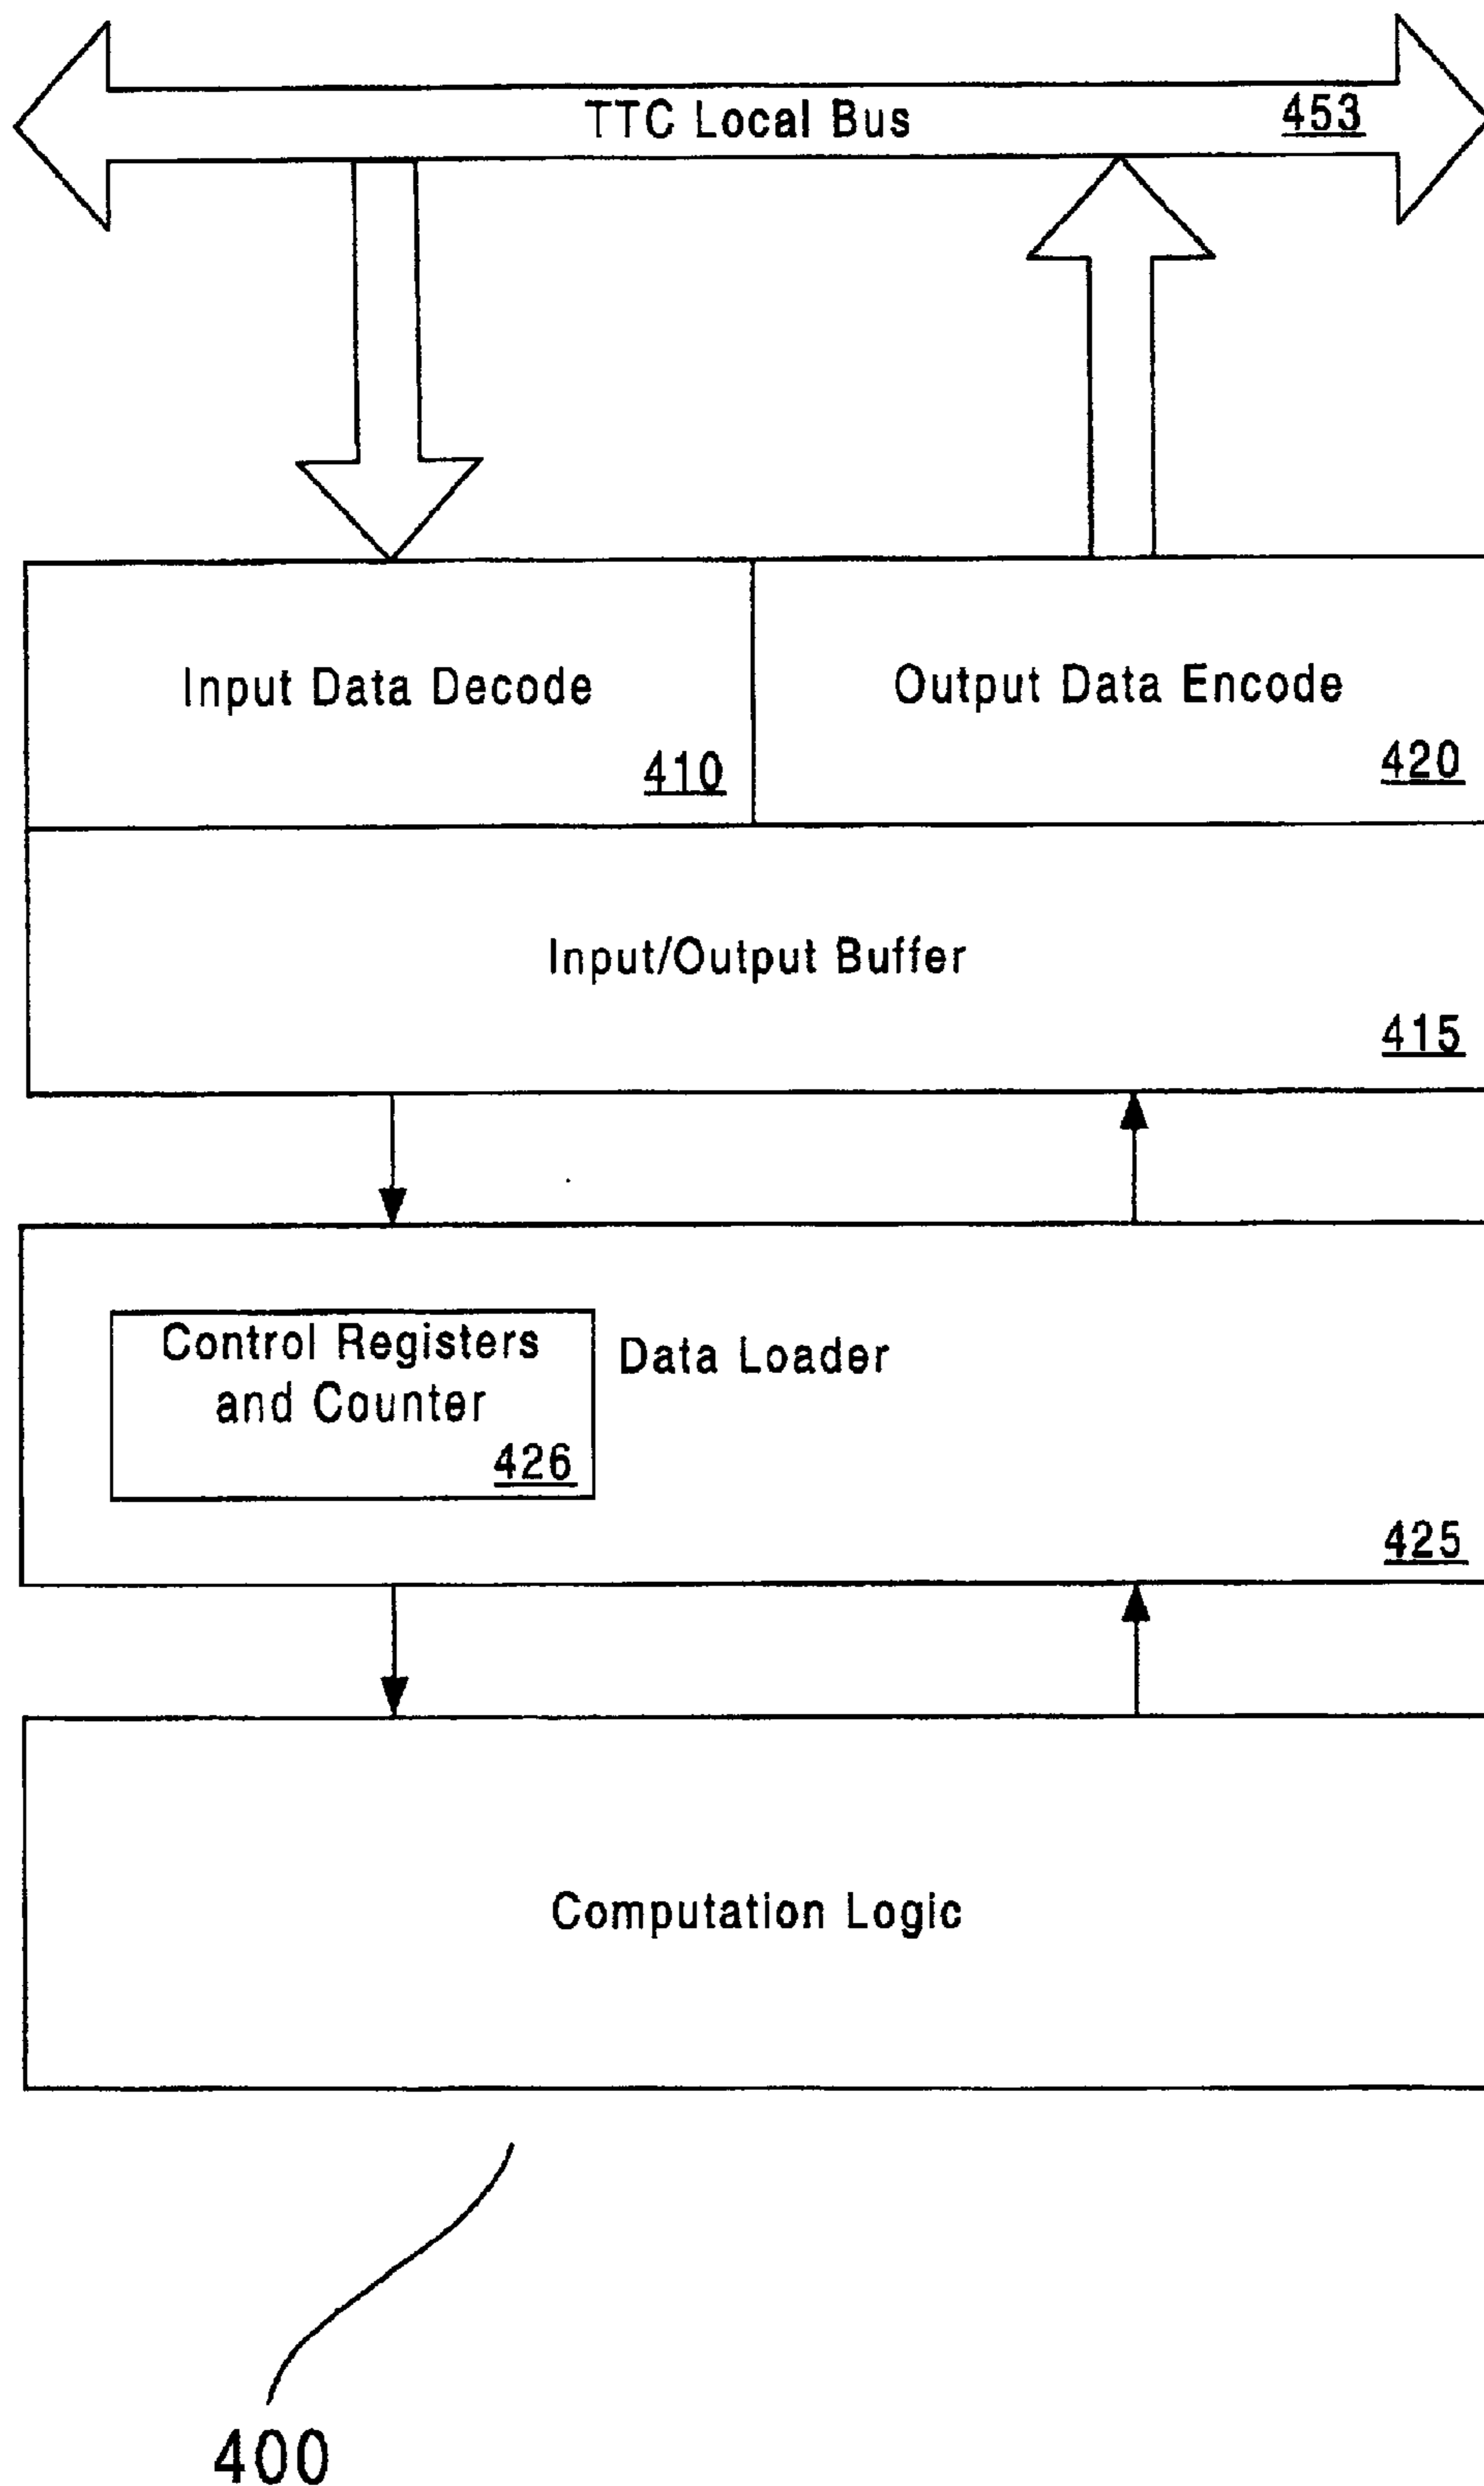 TTC Local Bus 453
Input Data Decode
410
Output Data Encode
420
Input/Output Buffer
415
Control Registers
and Counter
426
Data Loader
425
Computation Logic
400